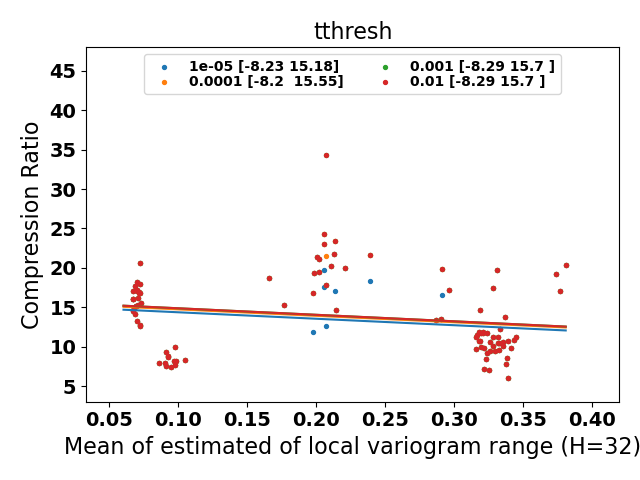 tthresh
1e-05 [-8.23 15.18]
0.0001 [-8.2  15.55]
0.001 [-8.29 15.7 ]
0.01 [-8.29 15.7 ]
Compression Ratio
45
40
35
30
25
20
15
10
5
0.05 0.10 0.15 0.20 0.25 0.30 0.35 0.40
Mean of estimated of local variogram range (H=32)